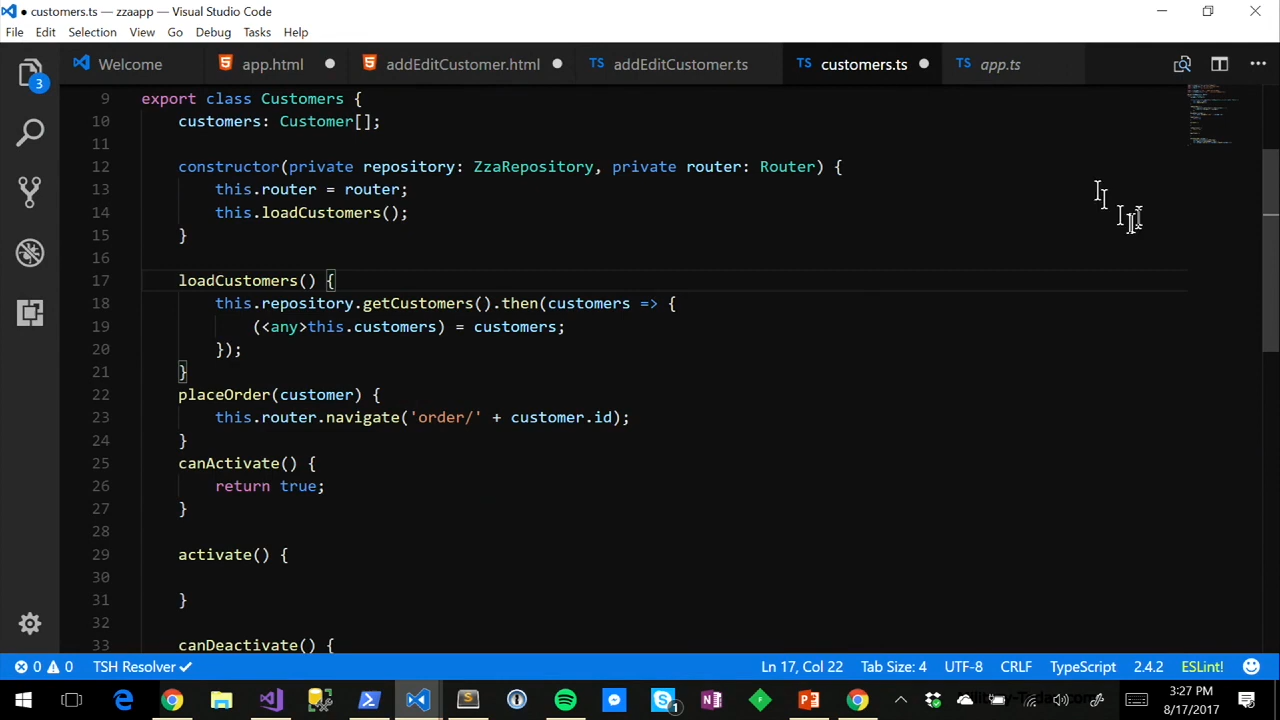 ● customers.ts — zzaapp — Visual Studio Code
File Edit Selection View Go Debug Tasks Help
3
Welcome app.html ● addEditCustomer.html ● TS addEditCustomer.ts TS customers.ts ● TS app.ts
9 export class Customers {
10 customers: Customer[];
11
12 constructor(private repository: ZzaRepository, private router: Router) {
13 this.router = router;
14 this.loadCustomers();
15 }
16
17 loadCustomers() {
18 this.repository.getCustomers().then(customers => {
19 (<any>this.customers) = customers;
20 });
21 }
22 placeOrder(customer) {
23 this.router.navigate('order/' + customer.id);
24 }
25 canActivate() {
26 return true;
27 }
28
29 activate() {
30
31 }
32
33 canDeactivate() {
0 0 TSH Resolver Ln 17, Col 22 Tab Size: 4 UTF-8 CRLF TypeScript 2.4.2 ESLint!
1 3:27 PM
8/17/2017